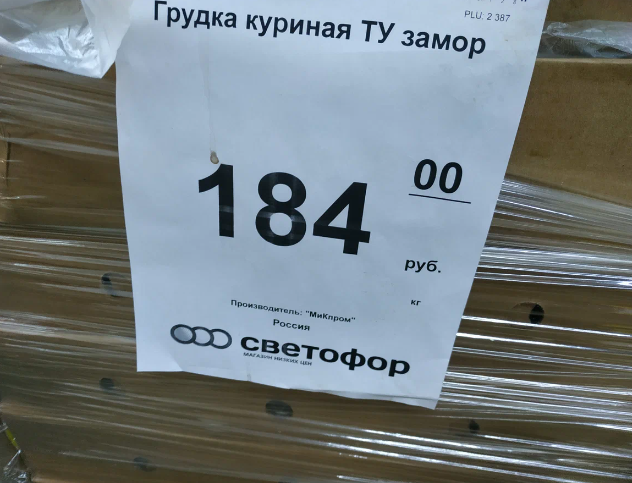 PLU: 2 387
Грудка куриная ТУ замор
184 00
руб.
кг
Производитель: "МиКпром"
Россия
светофор
МАГАЗИН НИЗКИХ ЦЕН